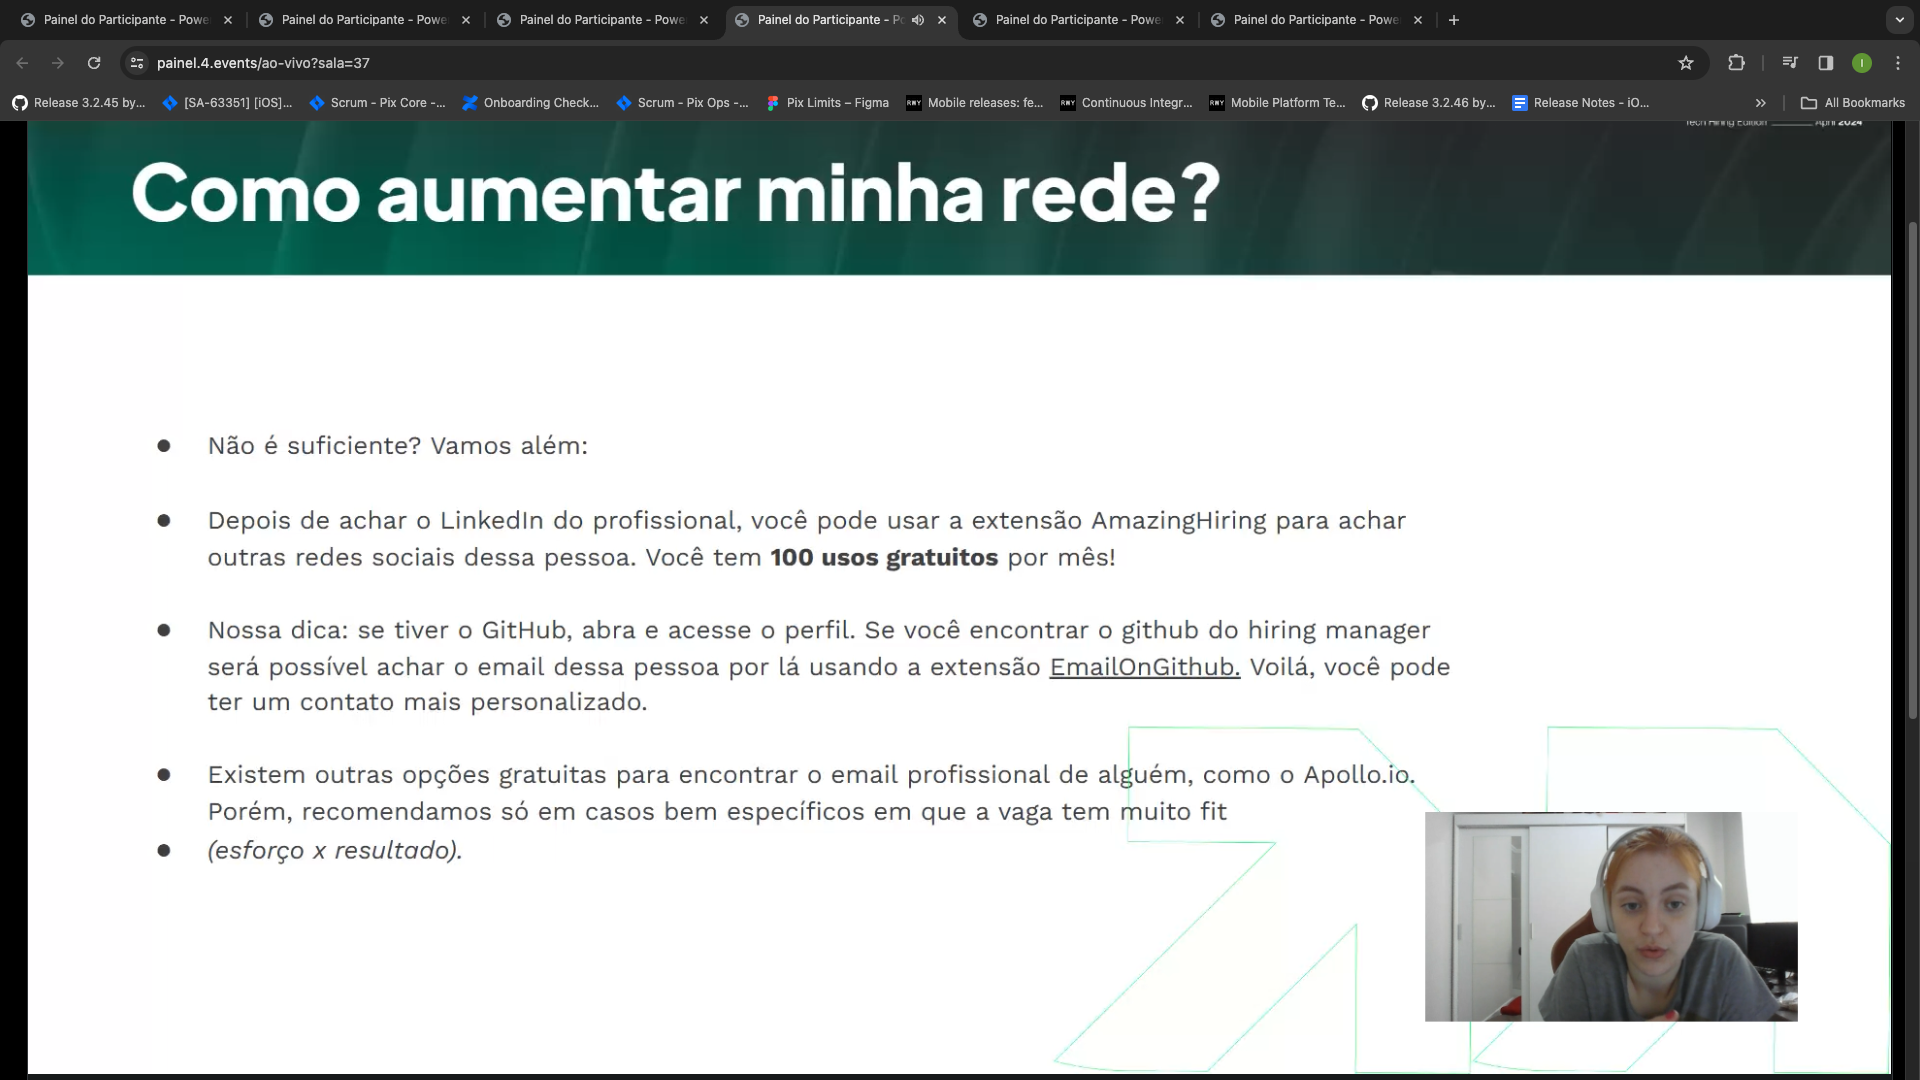 Painel do Participante - Powe
Painel do Participante - Powe
Painel do Participante - Powe
Painel do Participante - Po
Painel do Participante - Powe
Painel do Participante - Powe
painel.4.events/ao-vivo?sala=37
Release 3.2.45 by...
[SA-63351] [iOS]...
Scrum - Pix Core -...
Onboarding Check...
Scrum - Pix Ops -...
Pix Limits – Figma
RWY Mobile releases: fe...
RWY Continuous Integr...
RWY Mobile Platform Te...
Release 3.2.46 by...
Release Notes - iO...
All Bookmarks
Tech Hiring Edition April 2024
Como aumentar minha rede?
● Não é suficiente? Vamos além:
● Depois de achar o LinkedIn do profissional, você pode usar a extensão AmazingHiring para achar
outras redes sociais dessa pessoa. Você tem 100 usos gratuitos por mês!
● Nossa dica: se tiver o GitHub, abra e acesse o perfil. Se você encontrar o github do hiring manager
será possível achar o email dessa pessoa por lá usando a extensão EmailOnGithub. Voilá, você pode
ter um contato mais personalizado.
● Existem outras opções gratuitas para encontrar o email profissional de alguém, como o Apollo.io.
Porém, recomendamos só em casos bem específicos em que a vaga tem muito fit
● (esforço x resultado).